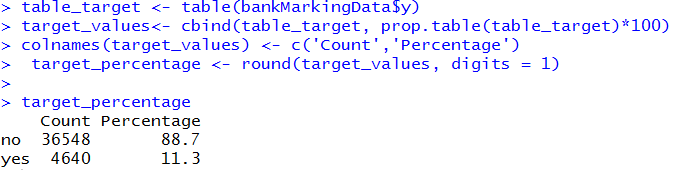 > table_target <- table(bankMarkingData$y)
> target_values<- cbind(table_target, prop.table(table_target)*100)
> colnames(target_values) <- c('Count','Percentage')
>  target_percentage <- round(target_values, digits = 1)
>
> target_percentage
    Count Percentage
no  36548       88.7
yes  4640       11.3